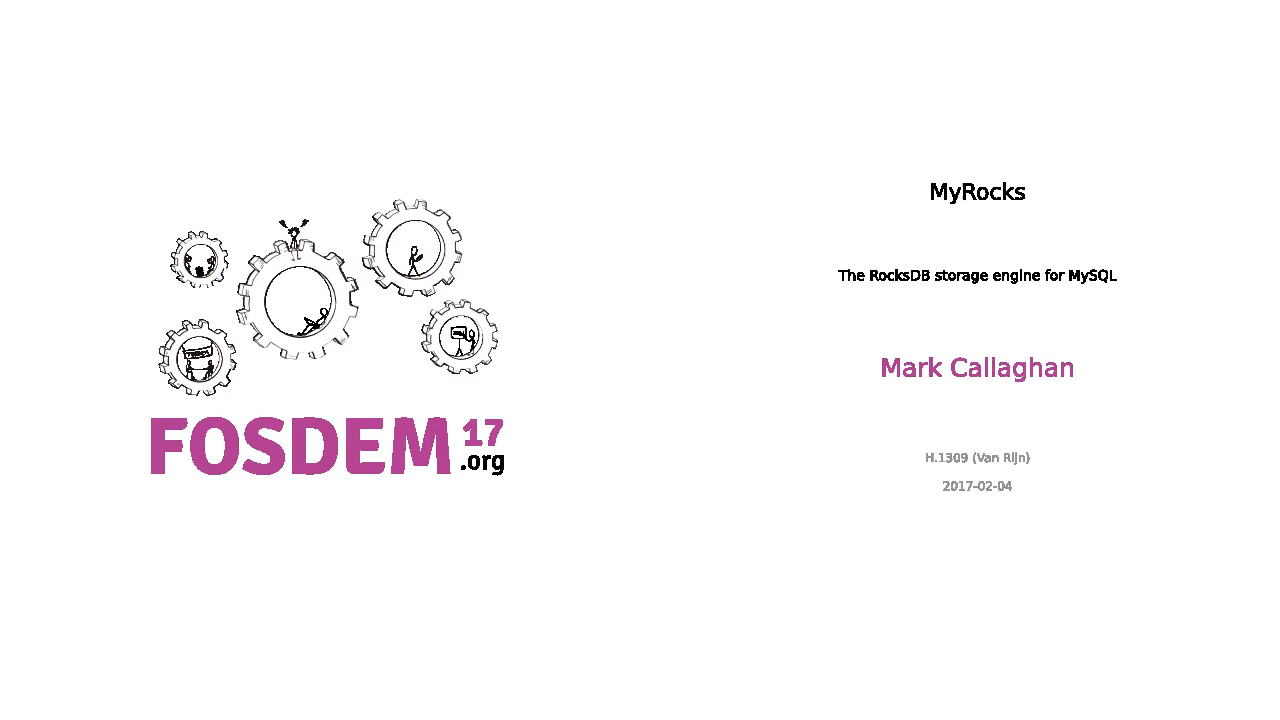 FOSDEM 17
.org
MyRocks
The RocksDB storage engine for MySQL
Mark Callaghan
H.1309 (Van Rijn)
2017-02-04